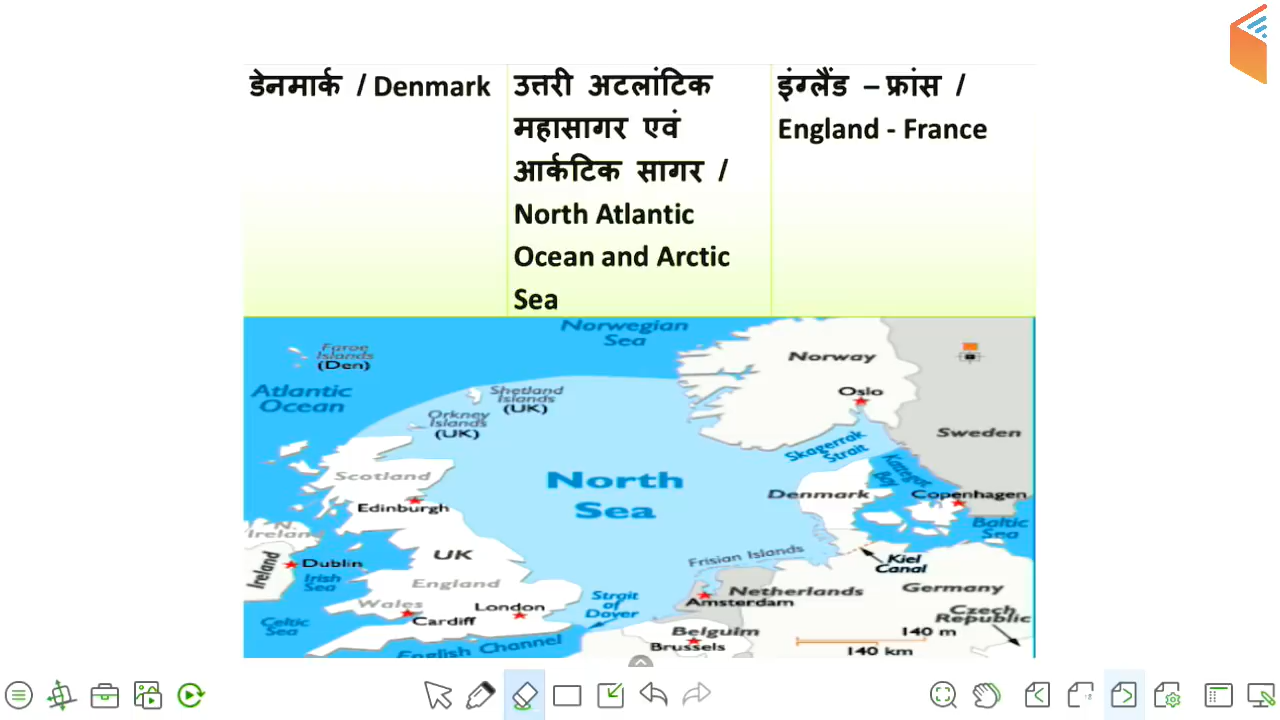 डेनमार्क / Denmark
उत्तरी अटलांटिक
महासागर एवं
आर्कटिक सागर /
North Atlantic
Ocean and Arctic
Sea
इंग्लैंड – फ्रांस /
England - France
Norwegian
Sea
Faroe
Islands
(Den)
Atlantic
Ocean
Shetland
Islands
(UK)
Orkney
Islands
(UK)
Norway
Oslo
Sweden
Skagerrak
Strait
Kattegat
Bay
Scotland
Edinburgh
North
Sea
Denmark
Copenhagen
Baltic
Sea
N.
Ireland
Ireland
Dublin
Irish
Sea
UK
England
Wales
London
Cardiff
Celtic
Sea
English Channel
Strait
of
Dover
Frisian Islands
Kiel
Canal
Netherlands
Amsterdam
Germany
Czech
Republic
Belguim
Brussels
140 m
140 km